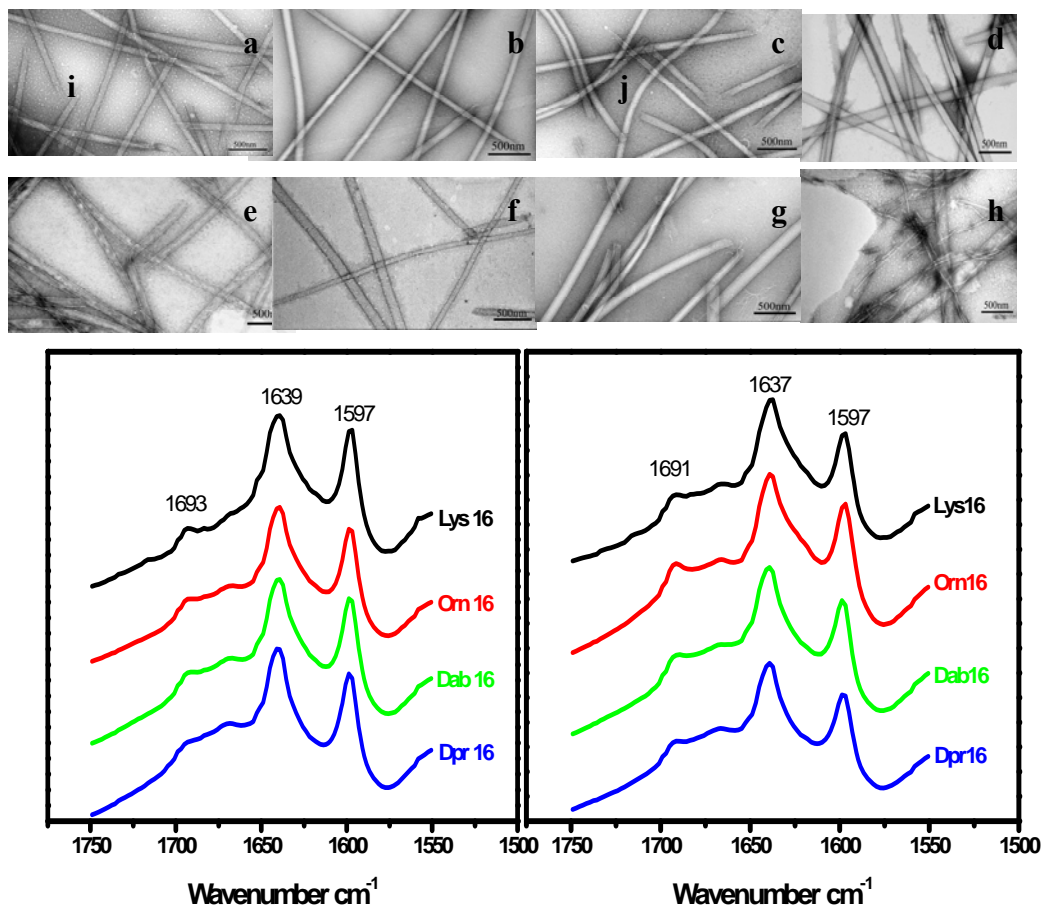 a
b
c
d
i
j
500nm
500nm
500nm
500nm
e
f
g
h
500n
500nm
500nm
500nm
1639
1597
1693
Lys 16
Orn 16
Dab 16
Dpr 16
1637
1597
1691
Lys16
Orn16
Dab16
Dpr16
1750 1700 1650 1600 1550 1500
1750 1700 1650 1600 1550 1500
Wavenumber cm-1
Wavenumber cm-1